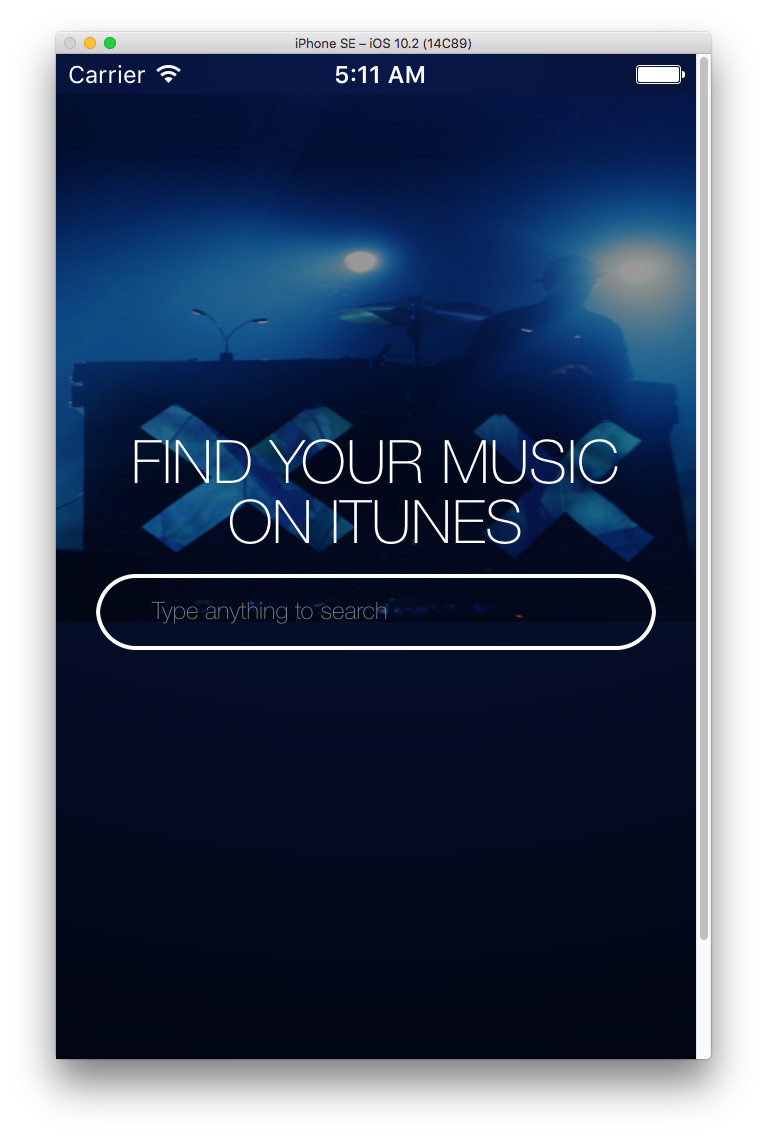 iPhone SE – iOS 10.2 (14C89)
Carrier 5:11 AM
FIND YOUR MUSIC
ON ITUNES
Type anything to search